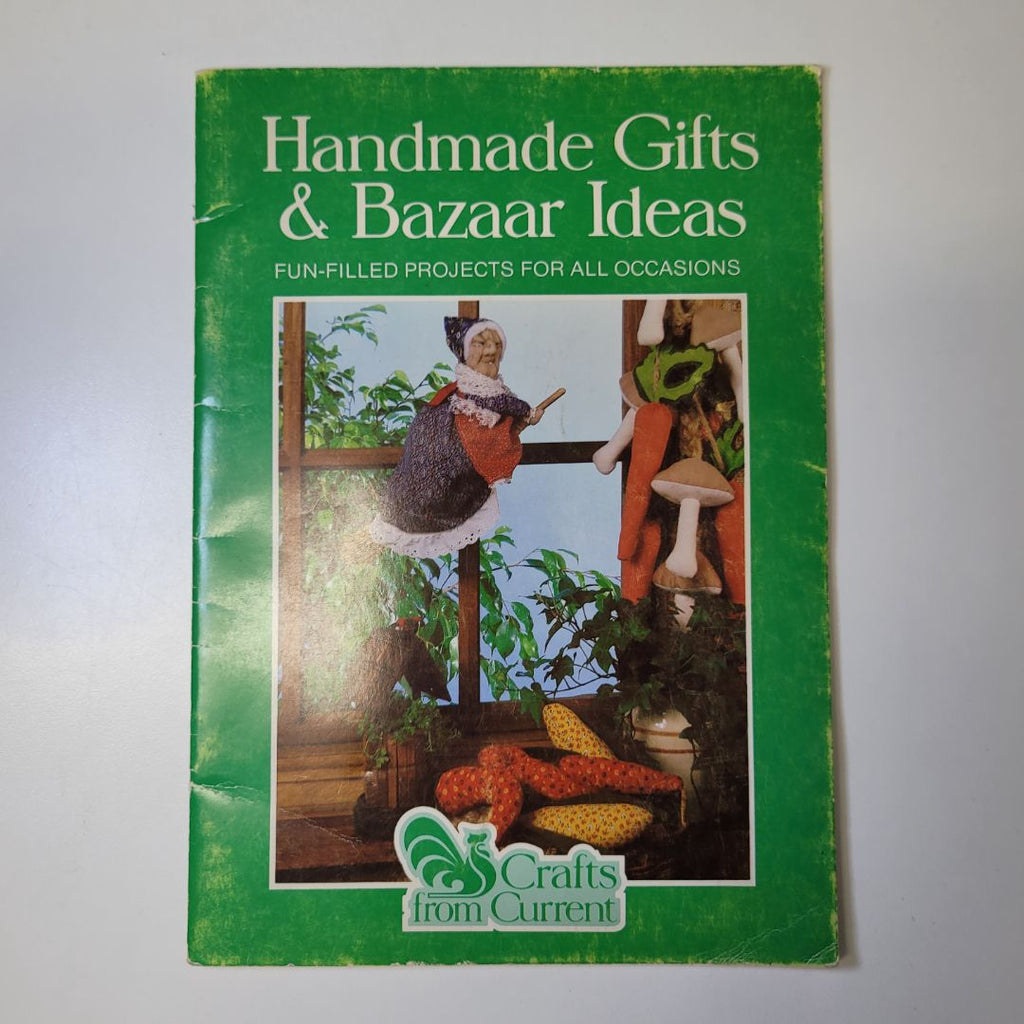 Handmade Gifts
& Bazaar Ideas
FUN-FILLED PROJECTS FOR ALL OCCASIONS
Crafts
from Current